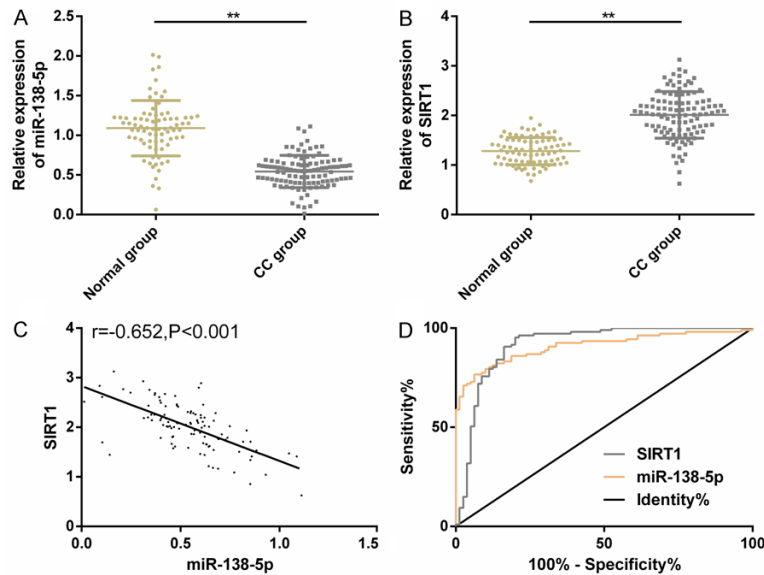 A
Relative expression
of miR-138-5p
2.5
2.0
1.5
1.0
0.5
0.0
**
Normal group
CC group
B
Relative expression
of SIRT1
4
3
2
1
0
**
Normal group
CC group
C
r=-0.652,P<0.001
SIRT1
4
3
2
1
0
0.0
0.5
1.0
1.5
miR-138-5p
D
Sensitivity%
100
50
0
SIRT1
miR-138-5p
Identity%
0
50
100
100% - Specificity%